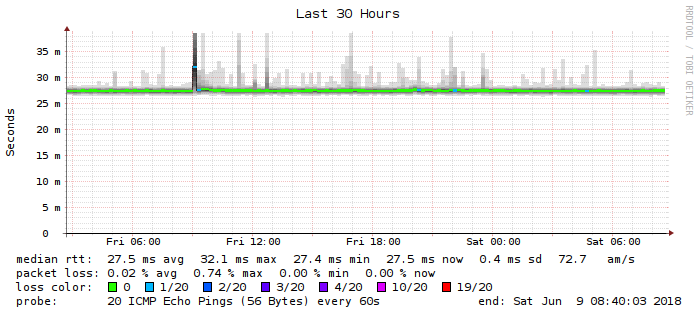 Last 30 Hours
RRDTOOL / TOBI OETIKER
Seconds
35 m
30 m
25 m
20 m
15 m
10 m
5 m
0
Fri 06:00 Fri 12:00 Fri 18:00 Sat 00:00 Sat 06:00
median rtt: 27.5 ms avg 32.1 ms max 27.4 ms min 27.5 ms now 0.4 ms sd 72.7 am/s
packet loss: 0.02 % avg 0.74 % max 0.00 % min 0.00 % now
loss color: 0 1/20 2/20 3/20 4/20 10/20 19/20
probe: 20 ICMP Echo Pings (56 Bytes) every 60s end: Sat Jun 9 08:40:03 2018